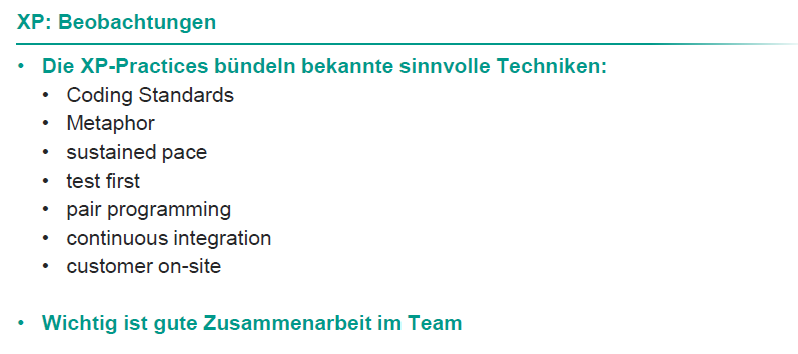 XP: Beobachtungen
• Die XP-Practices bündeln bekannte sinnvolle Techniken:
• Coding Standards
• Metaphor
• sustained pace
• test first
• pair programming
• continuous integration
• customer on-site
• Wichtig ist gute Zusammenarbeit im Team